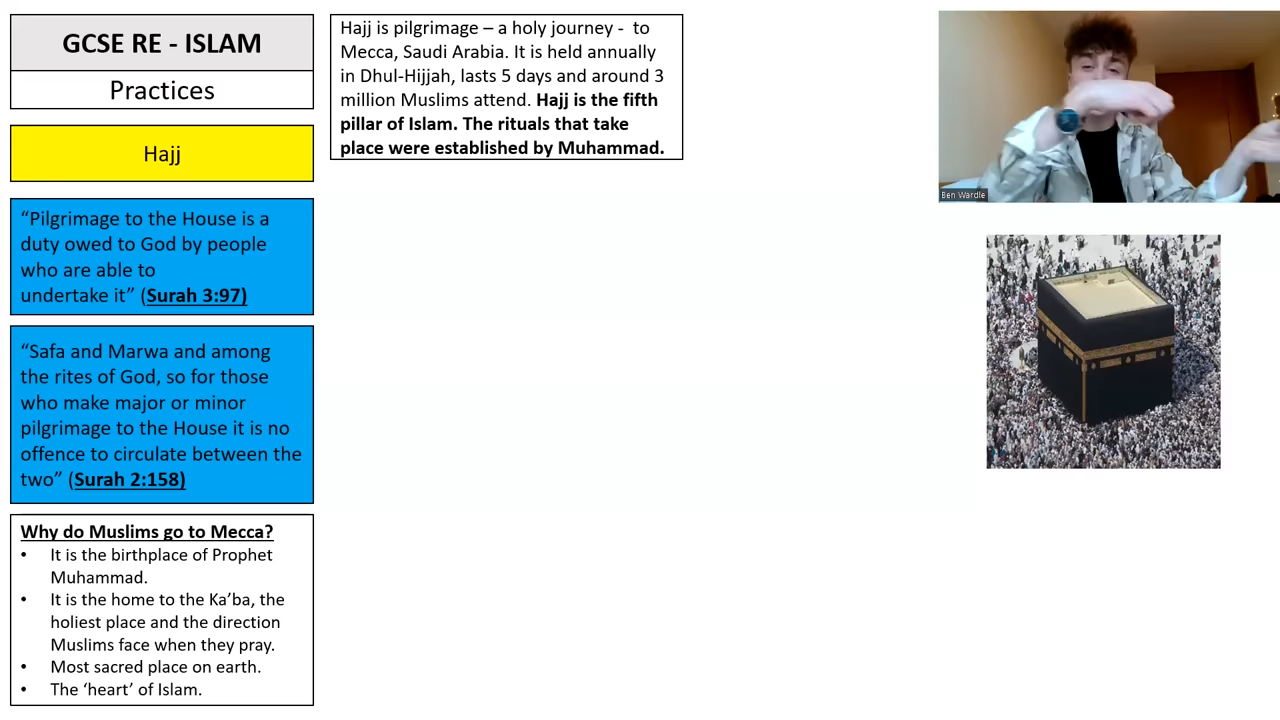 GCSE RE - ISLAM
Practices
Hajj
“Pilgrimage to the House is a
duty owed to God by people
who are able to
undertake it” (Surah 3:97)
“Safa and Marwa and among
the rites of God, so for those
who make major or minor
pilgrimage to the House it is no
offence to circulate between the
two” (Surah 2:158)
Why do Muslims go to Mecca?
• It is the birthplace of Prophet
Muhammad.
• It is the home to the Ka’ba, the
holiest place and the direction
Muslims face when they pray.
• Most sacred place on earth.
• The ‘heart’ of Islam.
Hajj is pilgrimage – a holy journey - to
Mecca, Saudi Arabia. It is held annually
in Dhul-Hijjah, lasts 5 days and around 3
million Muslims attend. Hajj is the fifth
pillar of Islam. The rituals that take
place were established by Muhammad.
Ben Wardle